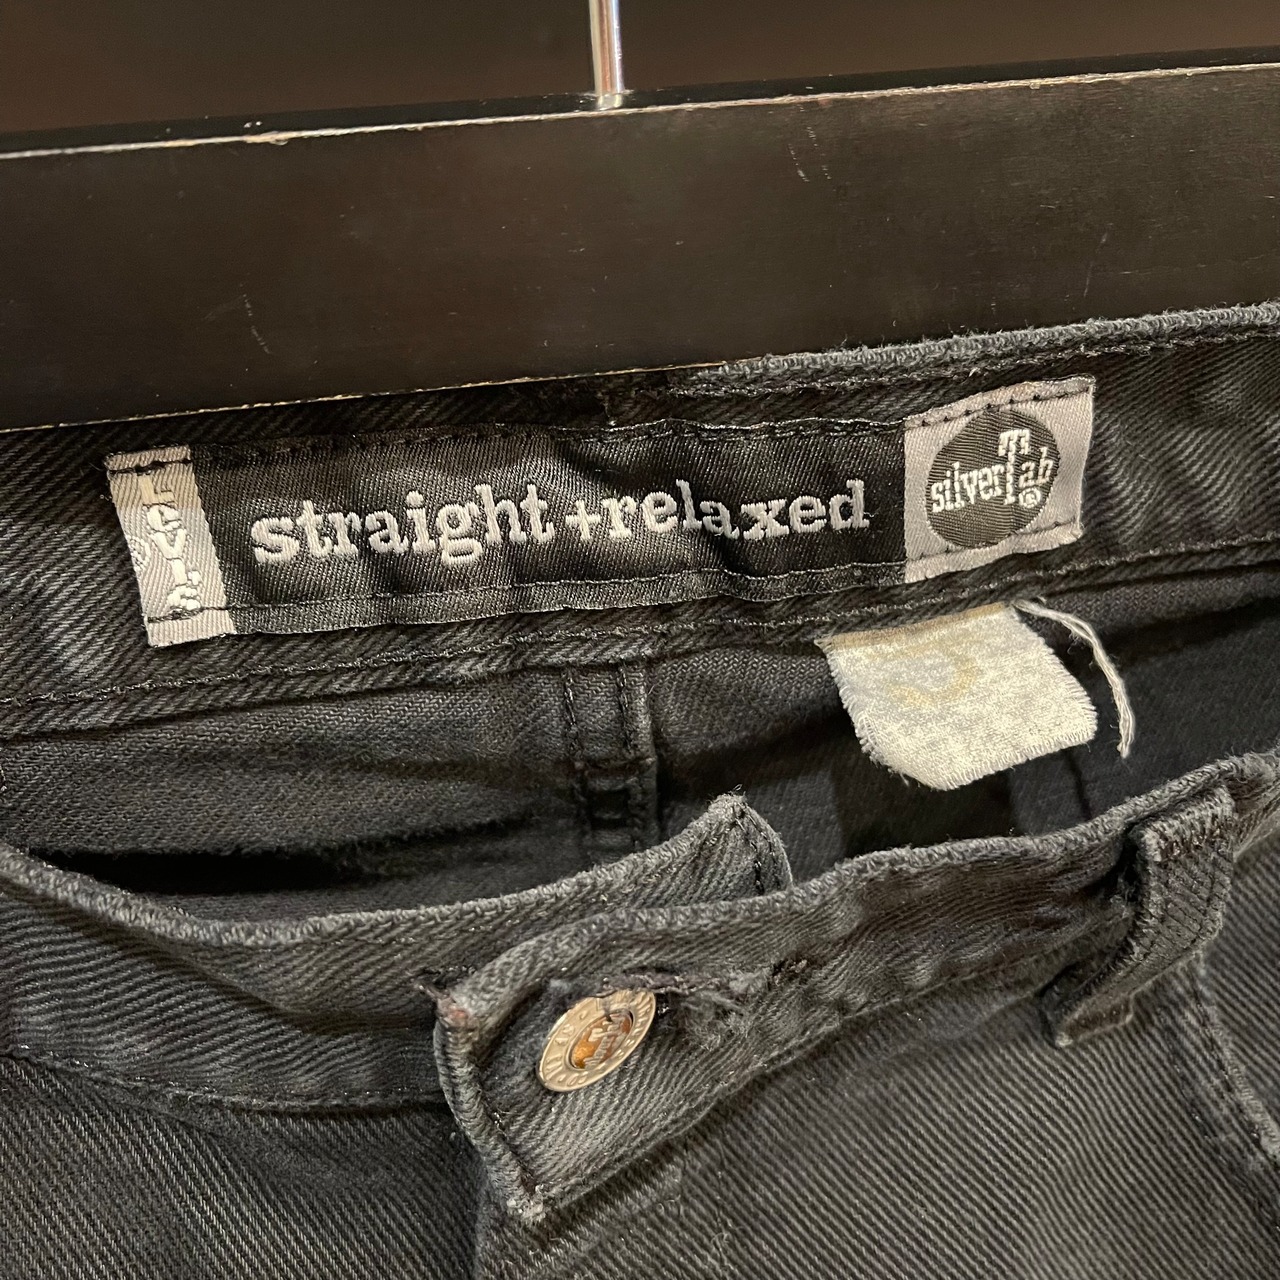 Levi's
straight + relaxed
silverTab®